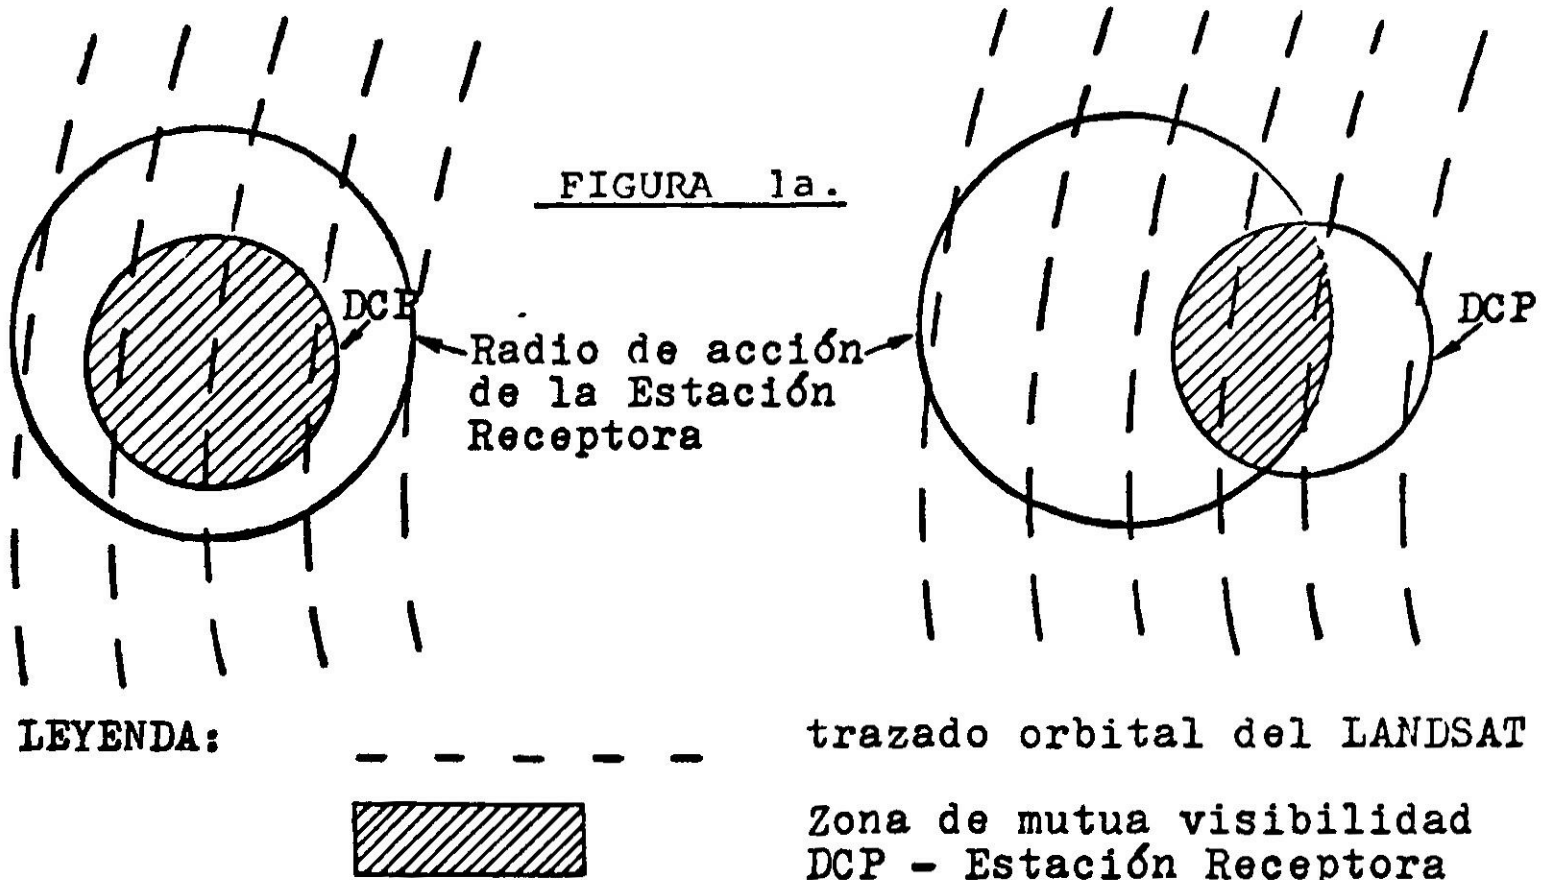 FIGURA 1a.
DCP
DCP
Radio de acción
de la Estación
Receptora
LEYENDA:
trazado orbital del LANDSAT
Zona de mutua visibilidad
DCP - Estación Receptora